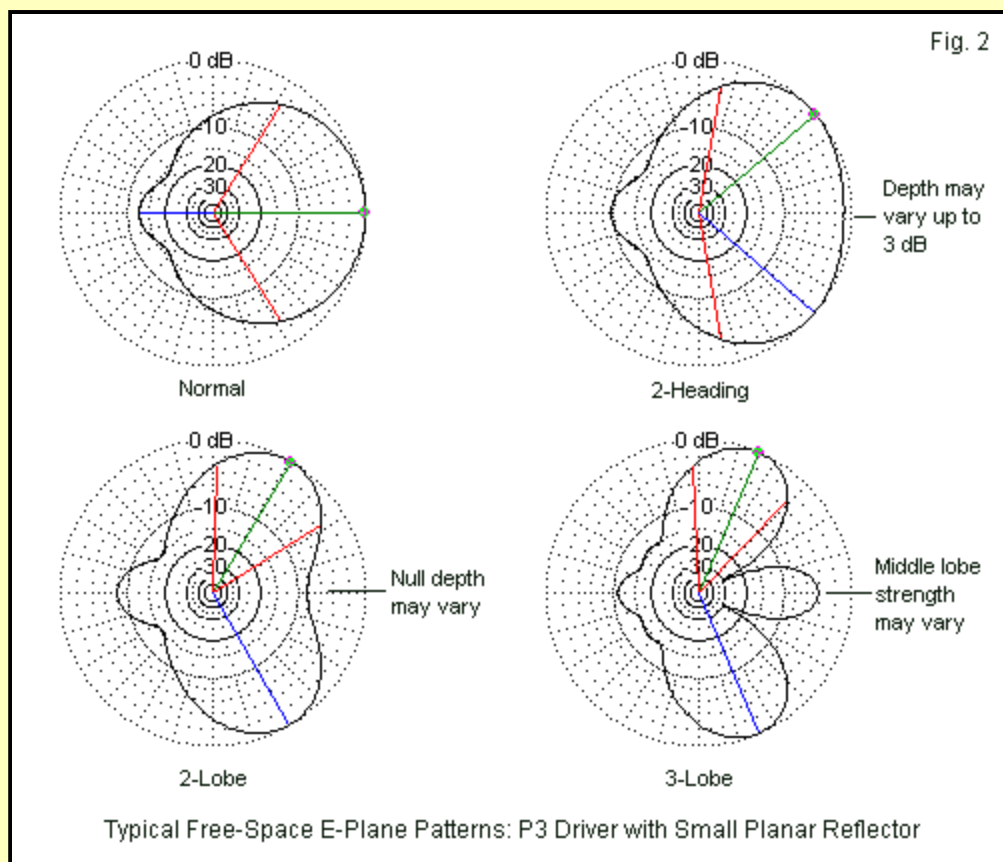 Fig. 2
0 dB
-10
20
30
Normal
0 dB
-10
20
30
Depth may
vary up to
3 dB
2-Heading
0 dB
-10
20
30
Null depth
may vary
2-Lobe
0 dB
-10
20
30
Middle lobe
strength
may vary
3-Lobe
Typical Free-Space E-Plane Patterns: P3 Driver with Small Planar Reflector